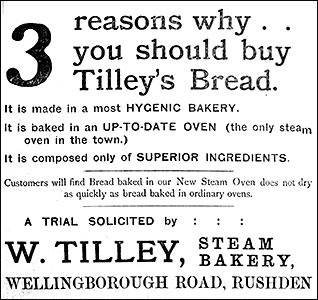 3 reasons why . .
you should buy
Tilley's Bread.
It is made in a most HYGENIC BAKERY.
It is baked in an UP-TO-DATE OVEN (the only steam
oven in the town.)
It is composed only of SUPERIOR INGREDIENTS.
Customers will find Bread baked in our New Steam Oven does not dry
as quickly as bread baked in ordinary ovens.
A TRIAL SOLICITED by : : :
W. TILLEY, STEAM
BAKERY,
WELLINGBOROUGH ROAD, RUSHDEN